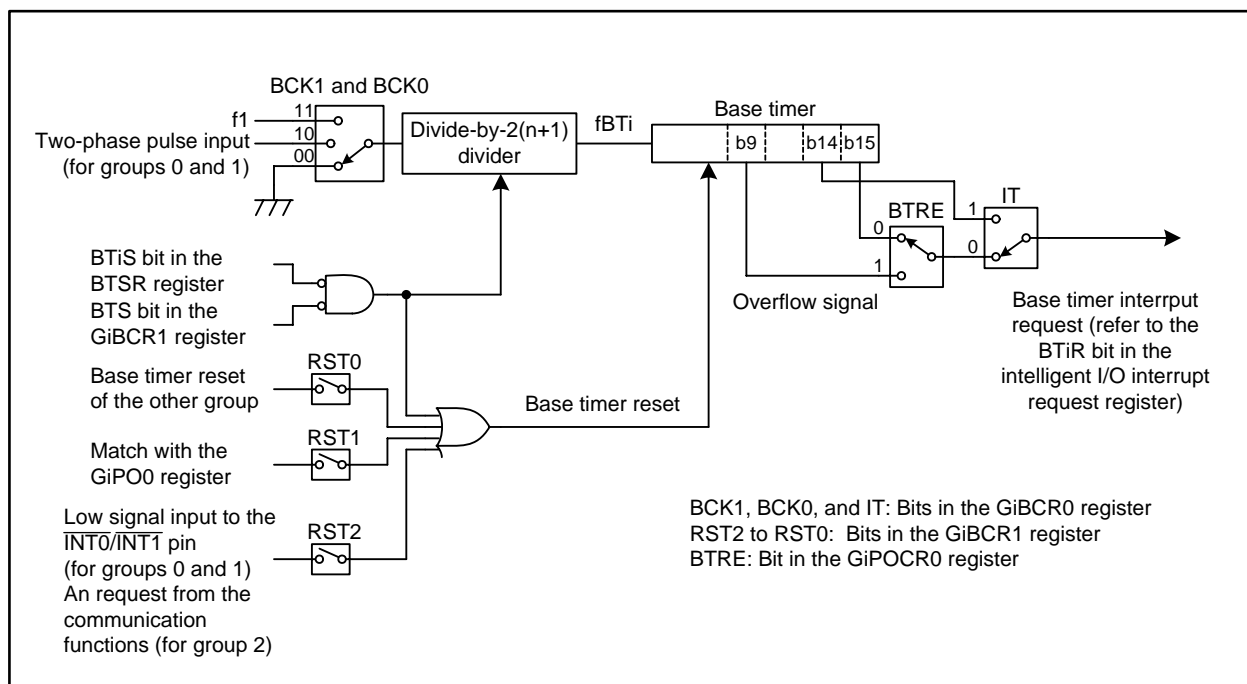 BCK1 and BCK0
f1
11
Two-phase pulse input
(for groups 0 and 1)
10
00
Divide-by-2(n+1)
divider
fBTi
Base timer
b9
b14
b15
BTRE
0
1
IT
1
0
Overflow signal
Base timer interrput
request (refer to the
BTiR bit in the
intelligent I/O interrupt
request register)
BTiS bit in the
BTSR register
BTS bit in the
GiBCR1 register
Base timer reset
of the other group
RST0
Match with the
GiPO0 register
RST1
Low signal input to the
INT0/INT1 pin
(for groups 0 and 1)
An request from the
communication
functions (for group 2)
RST2
Base timer reset
BCK1, BCK0, and IT: Bits in the GiBCR0 register
RST2 to RST0: Bits in the GiBCR1 register
BTRE: Bit in the GiPOCR0 register